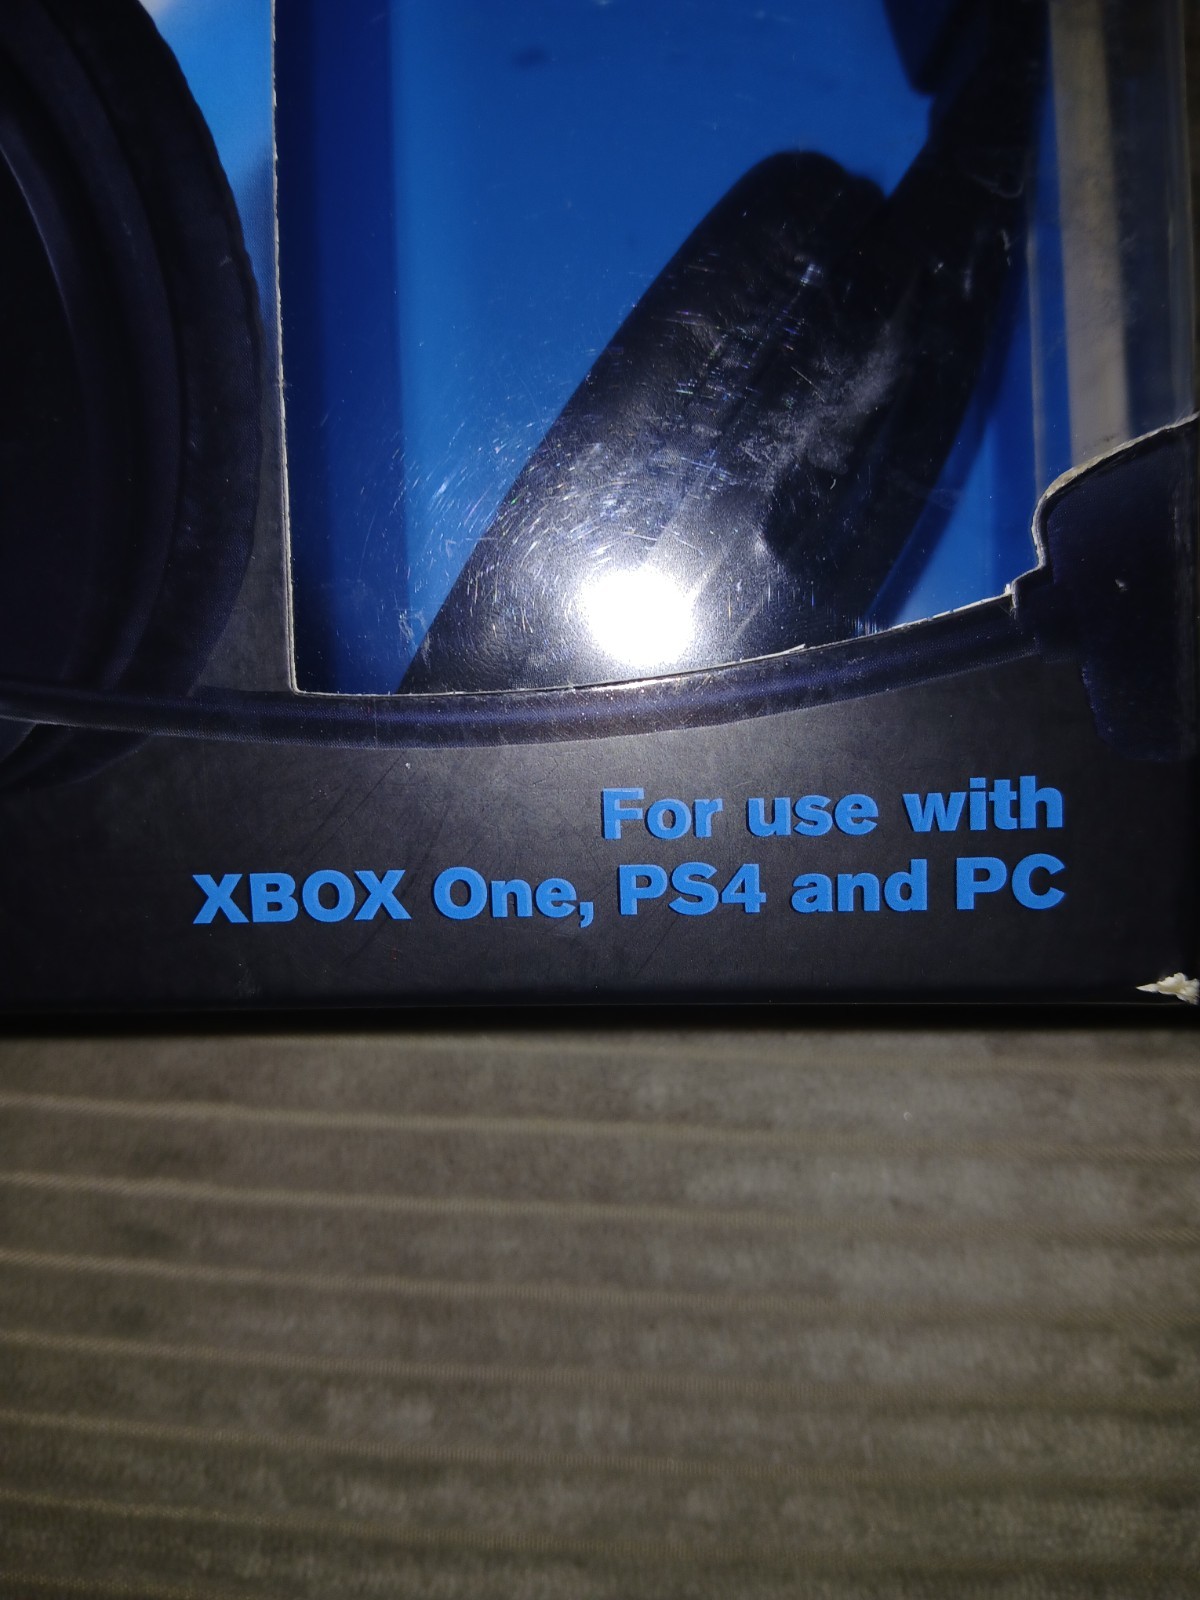 For use with
XBOX One, PS4 and PC